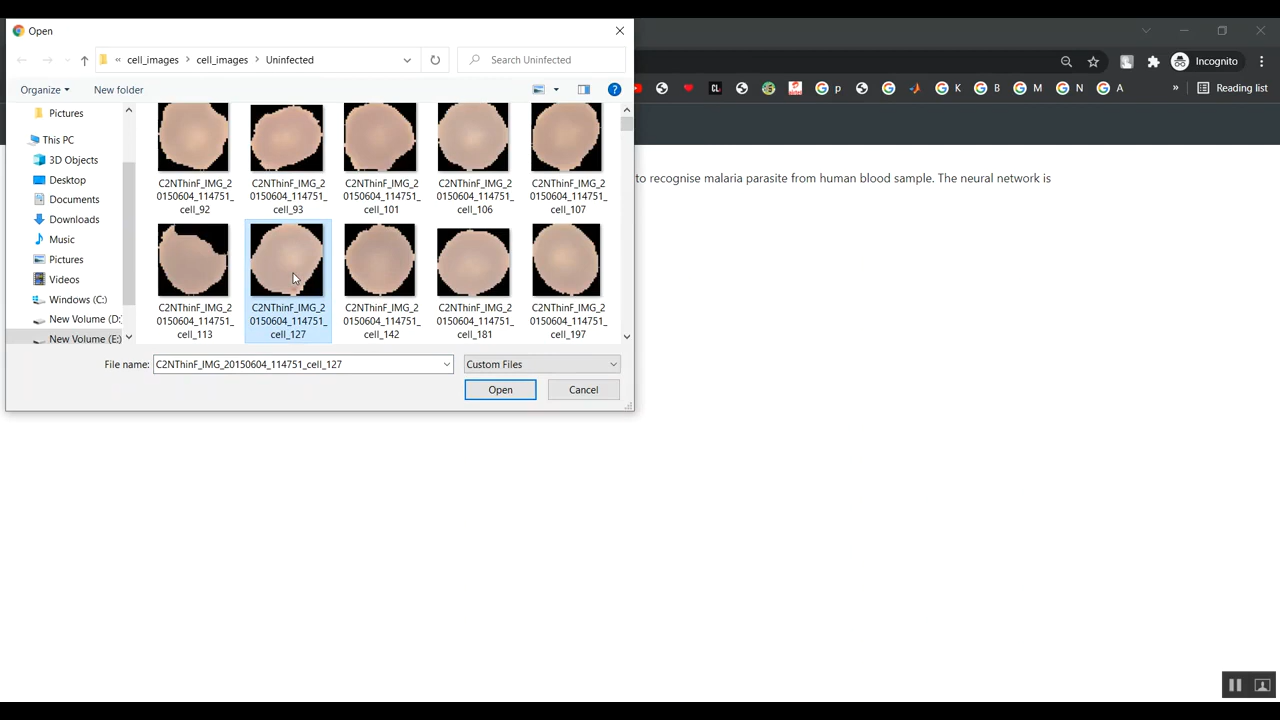 Open
« cell_images > cell_images > Uninfected
Search Uninfected
Incognito
Organize
New folder
CL
p
K
B
M
N
A
»
Reading list
Pictures
This PC
3D Objects
Desktop
Documents
Downloads
Music
Pictures
Videos
Windows (C:)
New Volume (D:
New Volume (E:)
C2NThinF_IMG_2
0150604_114751_
cell_92
C2NThinF_IMG_2
0150604_114751_
cell_93
C2NThinF_IMG_2
0150604_114751_
cell_101
C2NThinF_IMG_2
0150604_114751_
cell_106
C2NThinF_IMG_2
0150604_114751_
cell_107
C2NThinF_IMG_2
0150604_114751_
cell_113
C2NThinF_IMG_2
0150604_114751_
cell_127
C2NThinF_IMG_2
0150604_114751_
cell_142
C2NThinF_IMG_2
0150604_114751_
cell_181
C2NThinF_IMG_2
0150604_114751_
cell_197
to recognise malaria parasite from human blood sample. The neural network is
File name:
C2NThinF_IMG_20150604_114751_cell_127
Custom Files
Open
Cancel